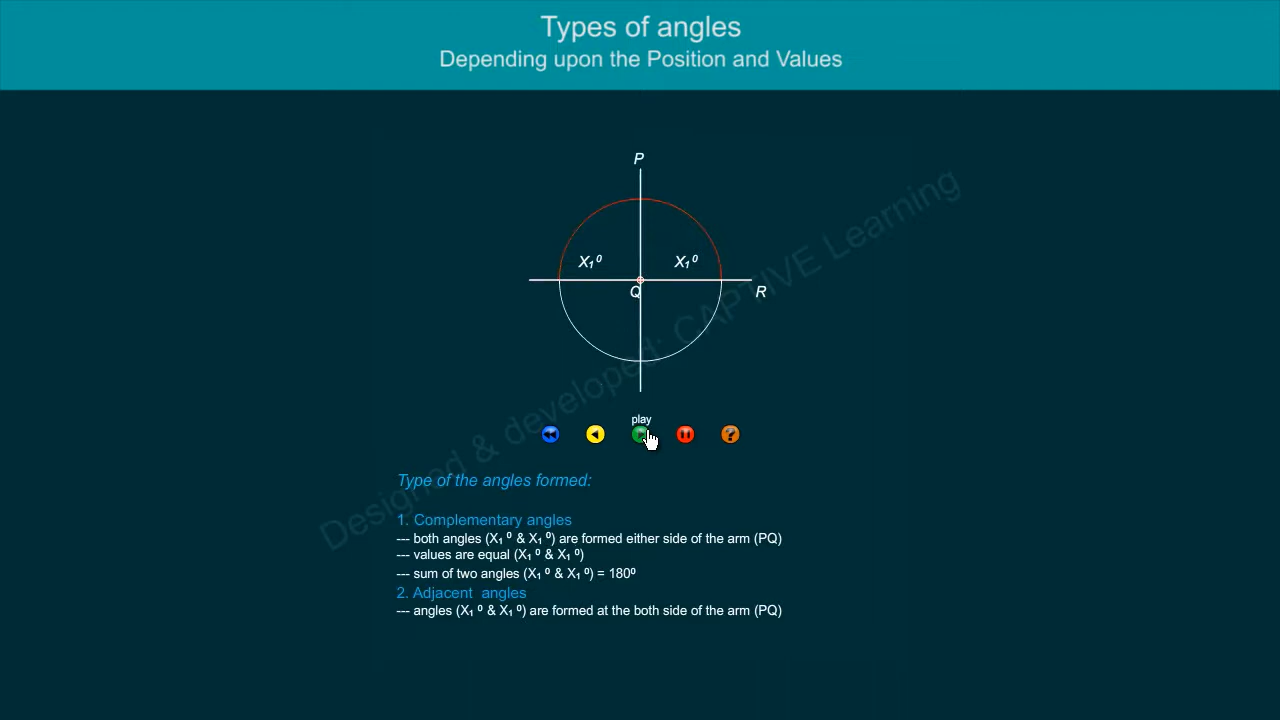 Types of angles
Depending upon the Position and Values
P
X₁⁰ X₁⁰
Q
R
Designed & developed: CAPTIVE Learning
play
Type of the angles formed:
1. Complementary angles
--- both angles (X₁ ⁰ & X₁ ⁰) are formed either side of the arm (PQ)
--- values are equal (X₁ ⁰ & X₁ ⁰)
--- sum of two angles (X₁ ⁰ & X₁ ⁰) = 180⁰
2. Adjacent angles
--- angles (X₁ ⁰ & X₁ ⁰) are formed at the both side of the arm (PQ)